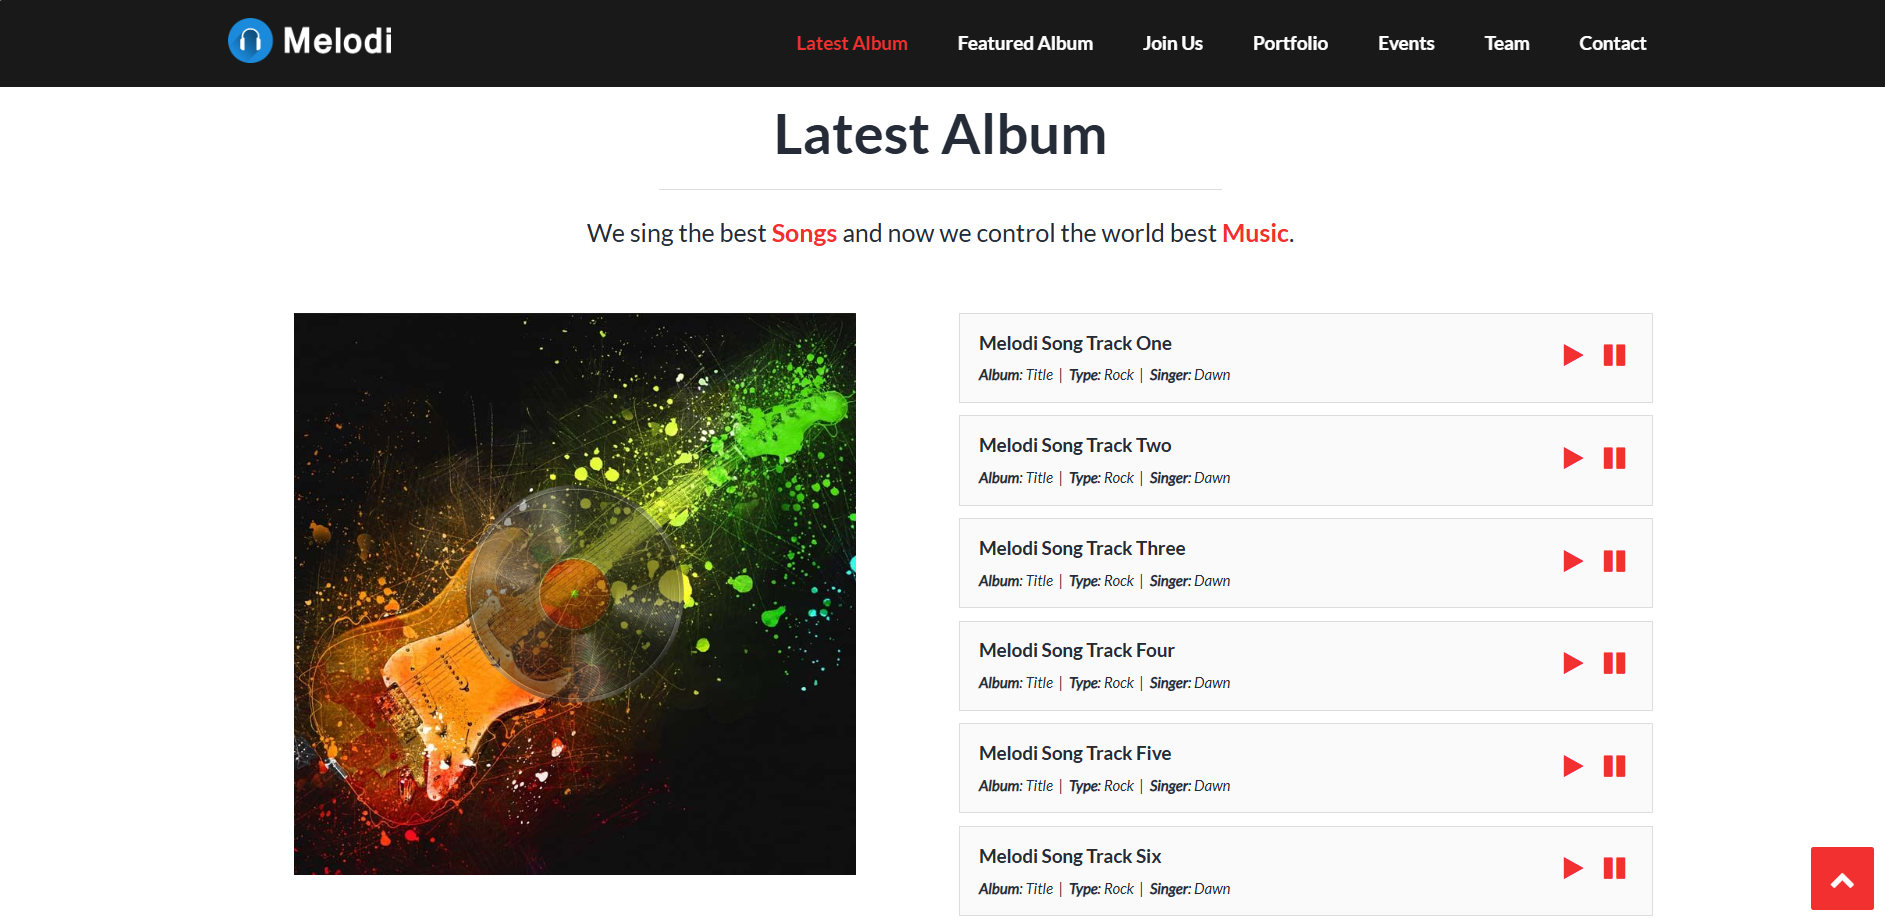 Melodi
Latest Album Featured Album Join Us Portfolio Events Team Contact
Latest Album
We sing the best Songs and now we control the world best Music.
Melodi Song Track One
Album: Title | Type: Rock | Singer: Dawn
Melodi Song Track Two
Album: Title | Type: Rock | Singer: Dawn
Melodi Song Track Three
Album: Title | Type: Rock | Singer: Dawn
Melodi Song Track Four
Album: Title | Type: Rock | Singer: Dawn
Melodi Song Track Five
Album: Title | Type: Rock | Singer: Dawn
Melodi Song Track Six
Album: Title | Type: Rock | Singer: Dawn